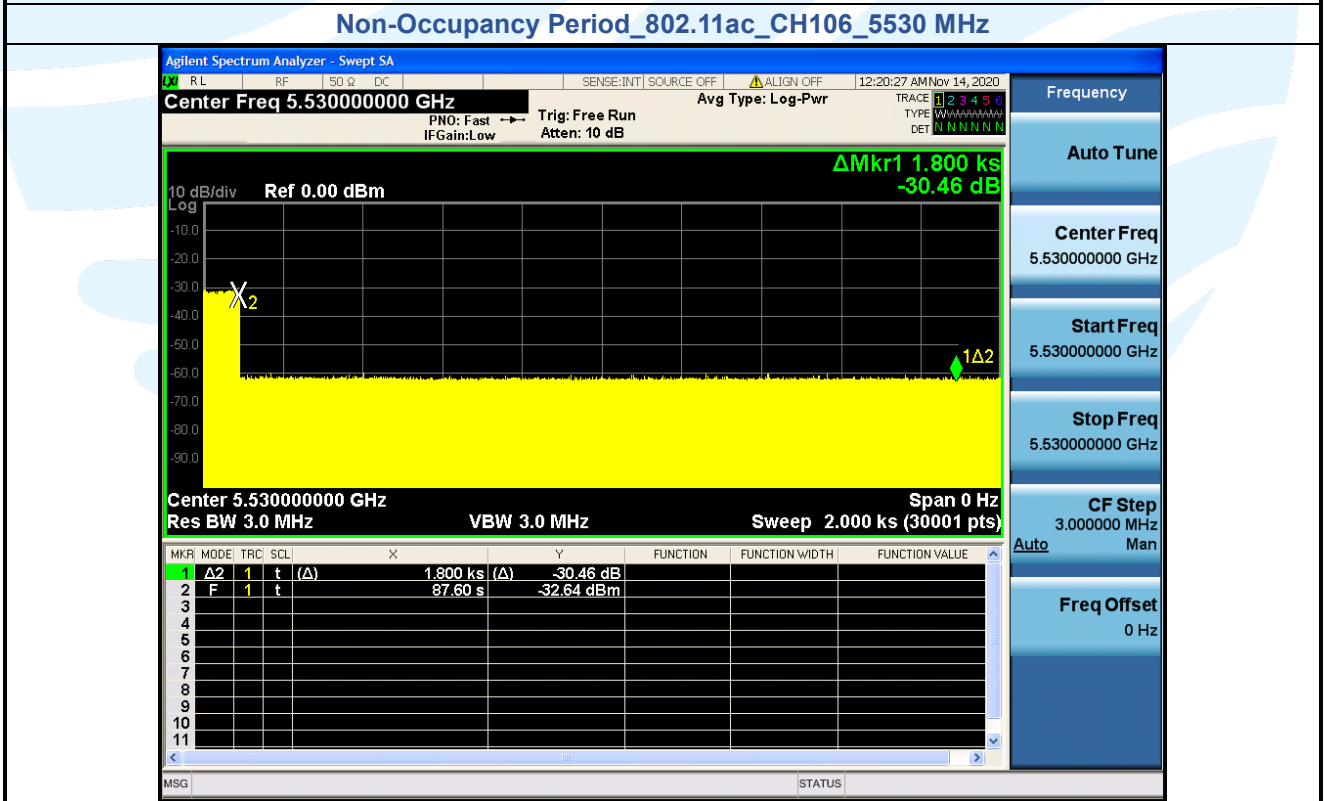 Non-Occupancy Period_802.11ac_CH106_5530 MHz
Agilent Spectrum Analyzer - Swept SA
LXI RL RF 50 Ω DC SENSE:INT SOURCE OFF ALIGN OFF 12:20:27 AM Nov 14, 2020
Center Freq 5.530000000 GHz
PNO: Fast
IFGain:Low
Trig: Free Run
Atten: 10 dB
Avg Type: Log-Pwr
TRACE 1 2 3 4 5 6
TYPE WWWWWW
DET N N N N N N
ΔMkr1 1.800 ks
-30.46 dB
10 dB/div Ref 0.00 dBm
Log
-10.0
-20.0
-30.0
-40.0
-50.0
-60.0
-70.0
-80.0
-90.0
X2
1Δ2
Center 5.530000000 GHz Span 0 Hz
Res BW 3.0 MHz VBW 3.0 MHz Sweep 2.000 ks (30001 pts)
MKR MODE TRC SCL X Y FUNCTION FUNCTION WIDTH FUNCTION VALUE
1 Δ2 1 t (Δ) 1.800 ks (Δ) -30.46 dB
2 F 1 t 87.60 s -32.64 dBm
3
4
5
6
7
8
9
10
11
MSG STATUS
Frequency
Auto Tune
Center Freq
5.530000000 GHz
Start Freq
5.530000000 GHz
Stop Freq
5.530000000 GHz
CF Step
3.000000 MHz
Auto Man
Freq Offset
0 Hz